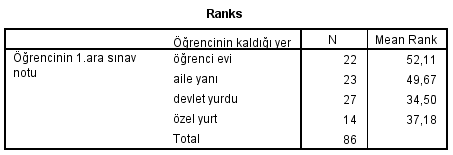 Ranks
Öğrencinin kaldığı yer N Mean Rank
Öğrencinin 1.ara sınav notu öğrenci evi 22 52,11
aile yanı 23 49,67
devlet yurdu 27 34,50
özel yurt 14 37,18
Total 86